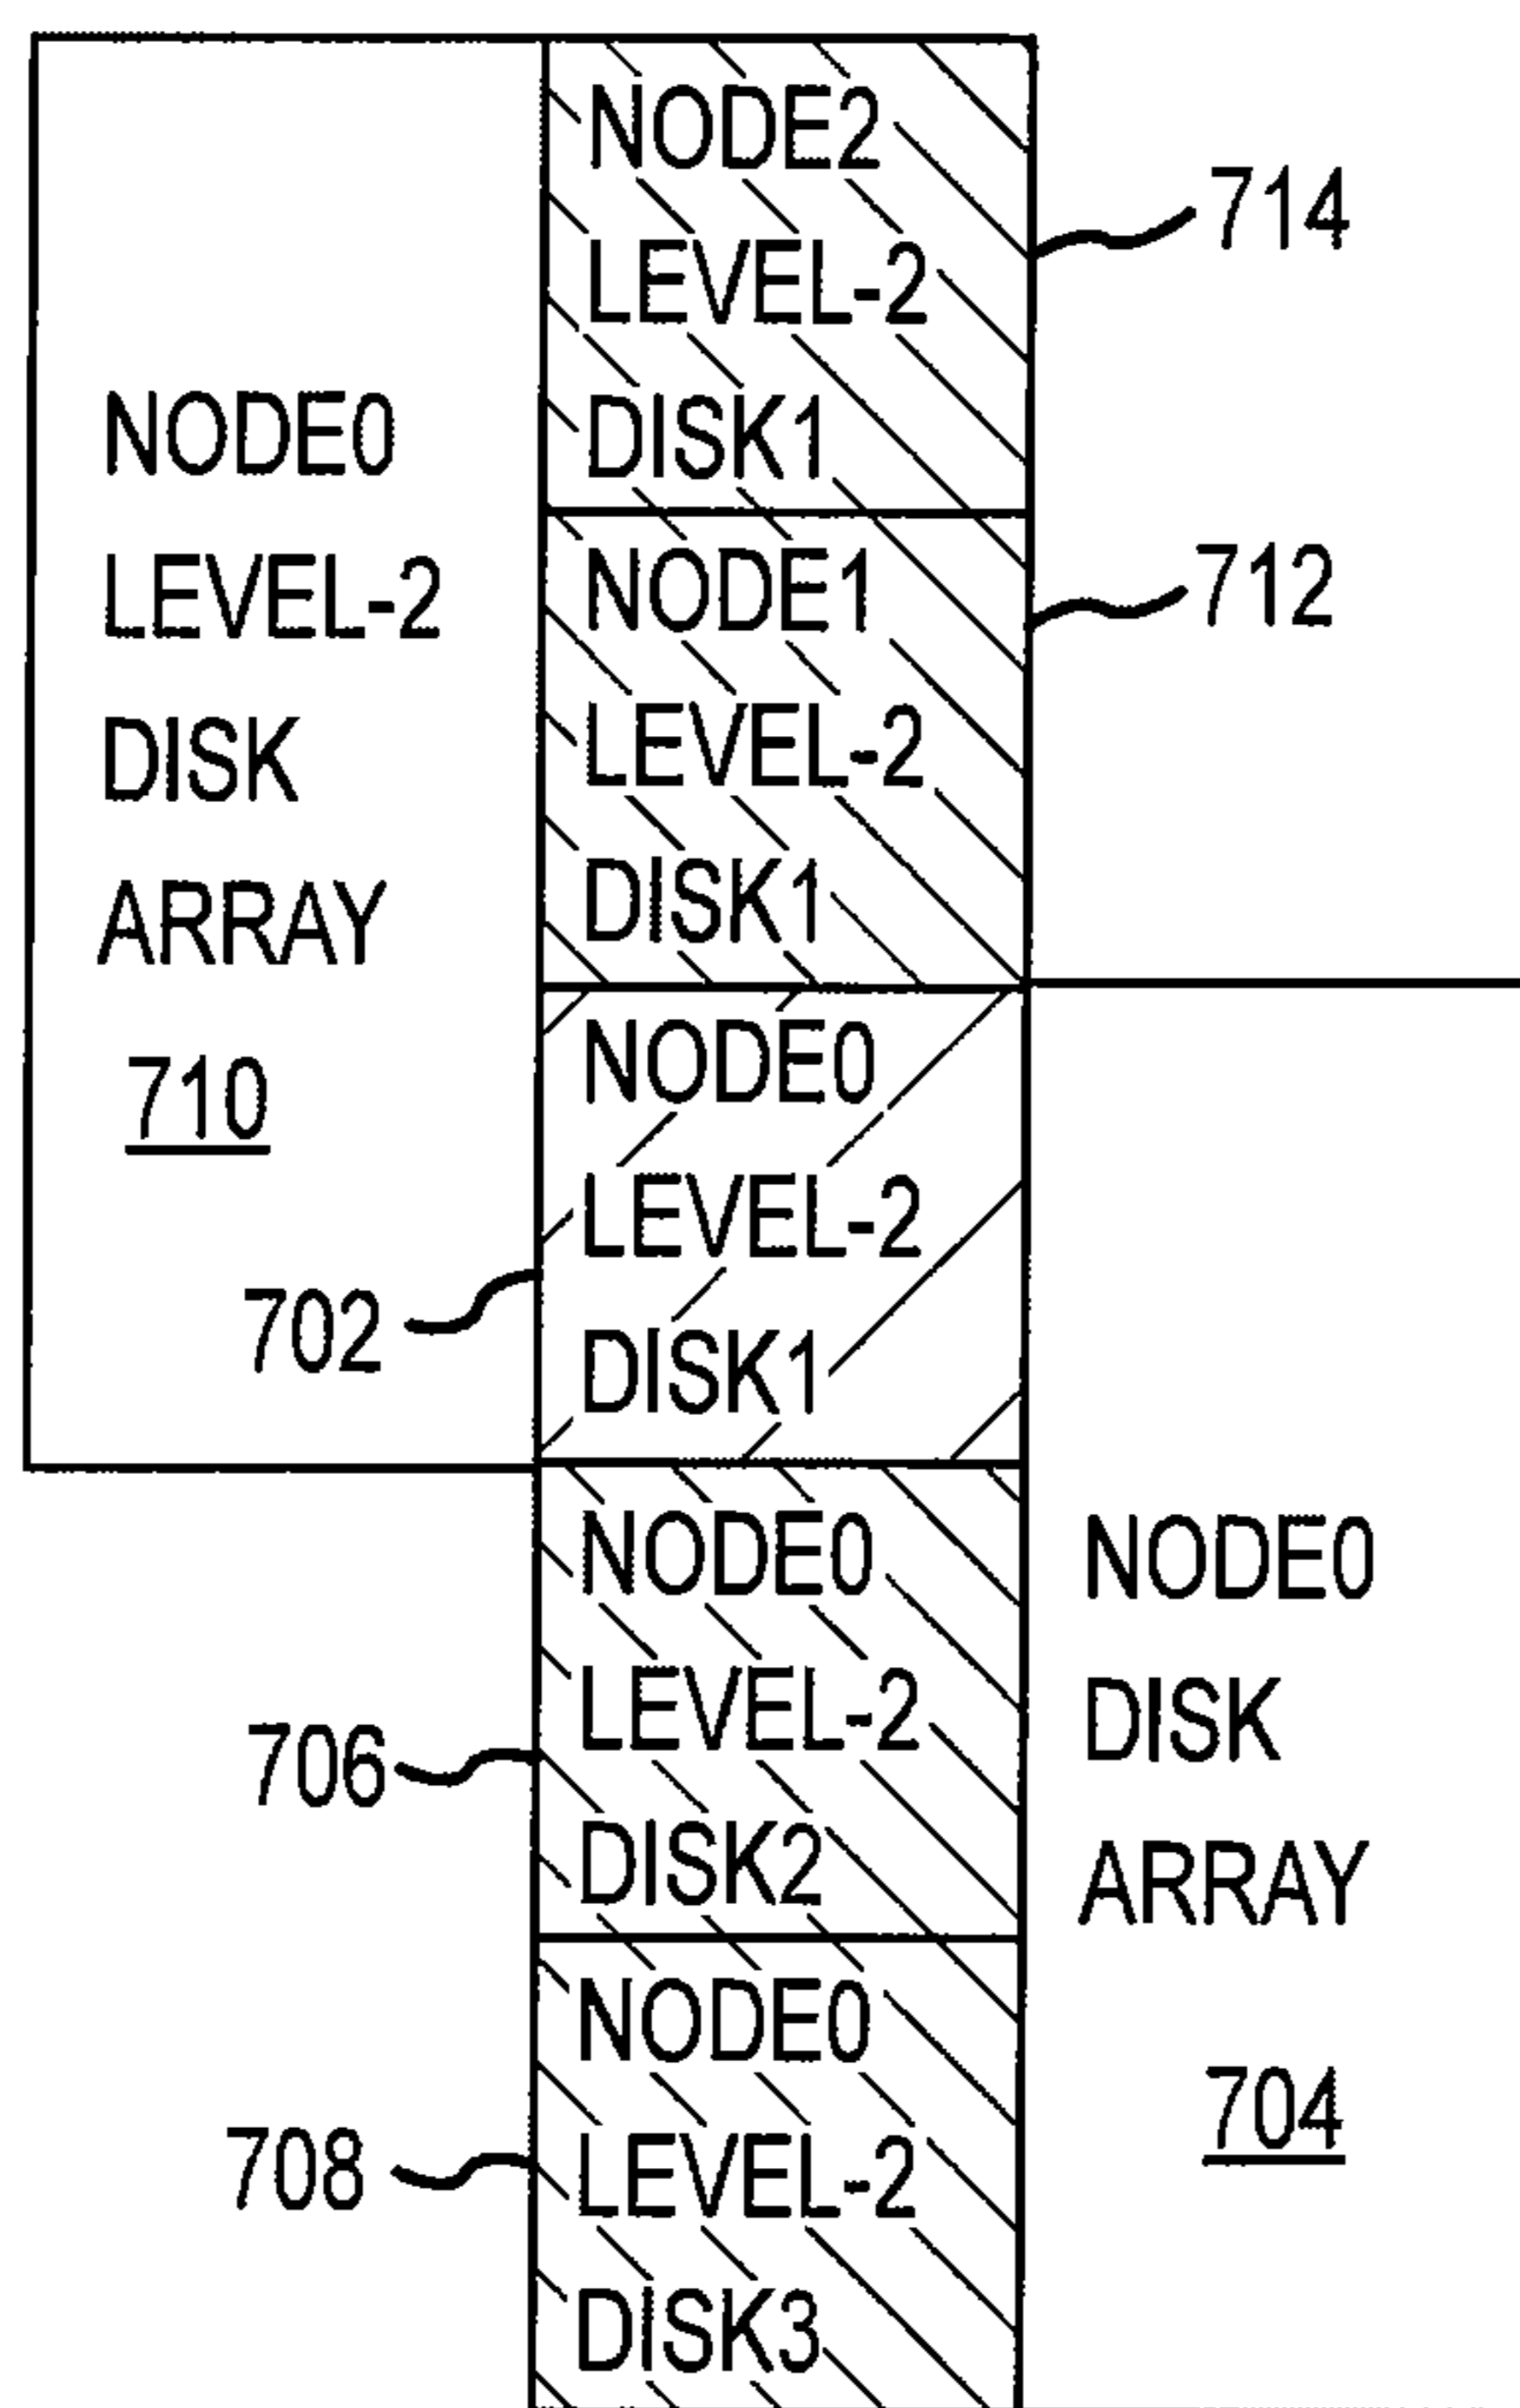 NODE2
LEVEL-2
DISK1
714
NODE1
LEVEL-2
DISK1
712
NODE0
LEVEL-2
DISK
ARRAY
710
NODE0
LEVEL-2
DISK1
702
NODE0
LEVEL-2
DISK2
706
NODE0
DISK
ARRAY
704
NODE0
LEVEL-2
DISK3
708